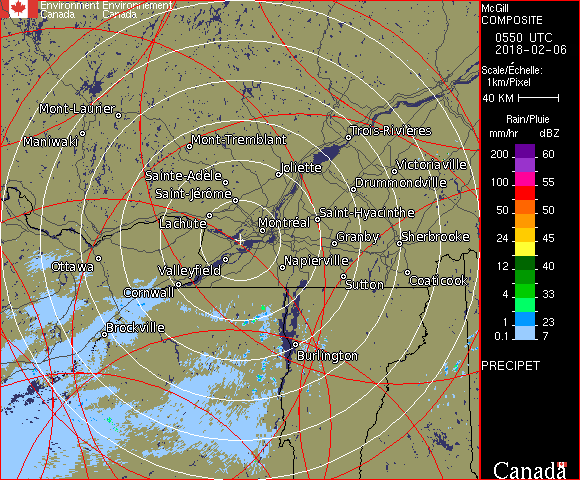 Environment Environnement
Canada Canada
McGill
COMPOSITE
0550 UTC
2018-02-06
Scale/Échelle:
1km/Pixel
40 KM
Rain/Pluie
mm/hr dBZ
200 60
100 55
50 50
24 45
12 40
4 33
1 23
0.1 7
PRECIPET
Canada
Mont-Laurier
Maniwaki
Mont-Tremblant
Trois-Rivières
Sainte-Adèle
Joliette
Victoriaville
Saint-Jérôme
Drummondville
Lachute
Montréal
Saint-Hyacinthe
Granby
Sherbrooke
Ottawa
Valleyfield
Napierville
Cornwall
Sutton
Coaticook
Brockville
Burlington